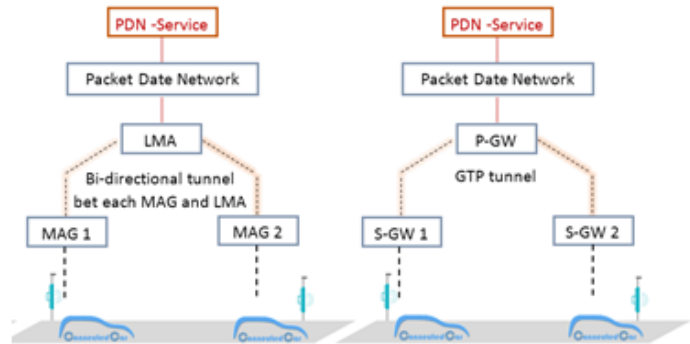 PDN -Service
Packet Date Network
LMA
Bi-directional tunnel
bet each MAG and LMA
MAG 1
MAG 2
PDN -Service
Packet Date Network
P-GW
GTP tunnel
S-GW 1
S-GW 2